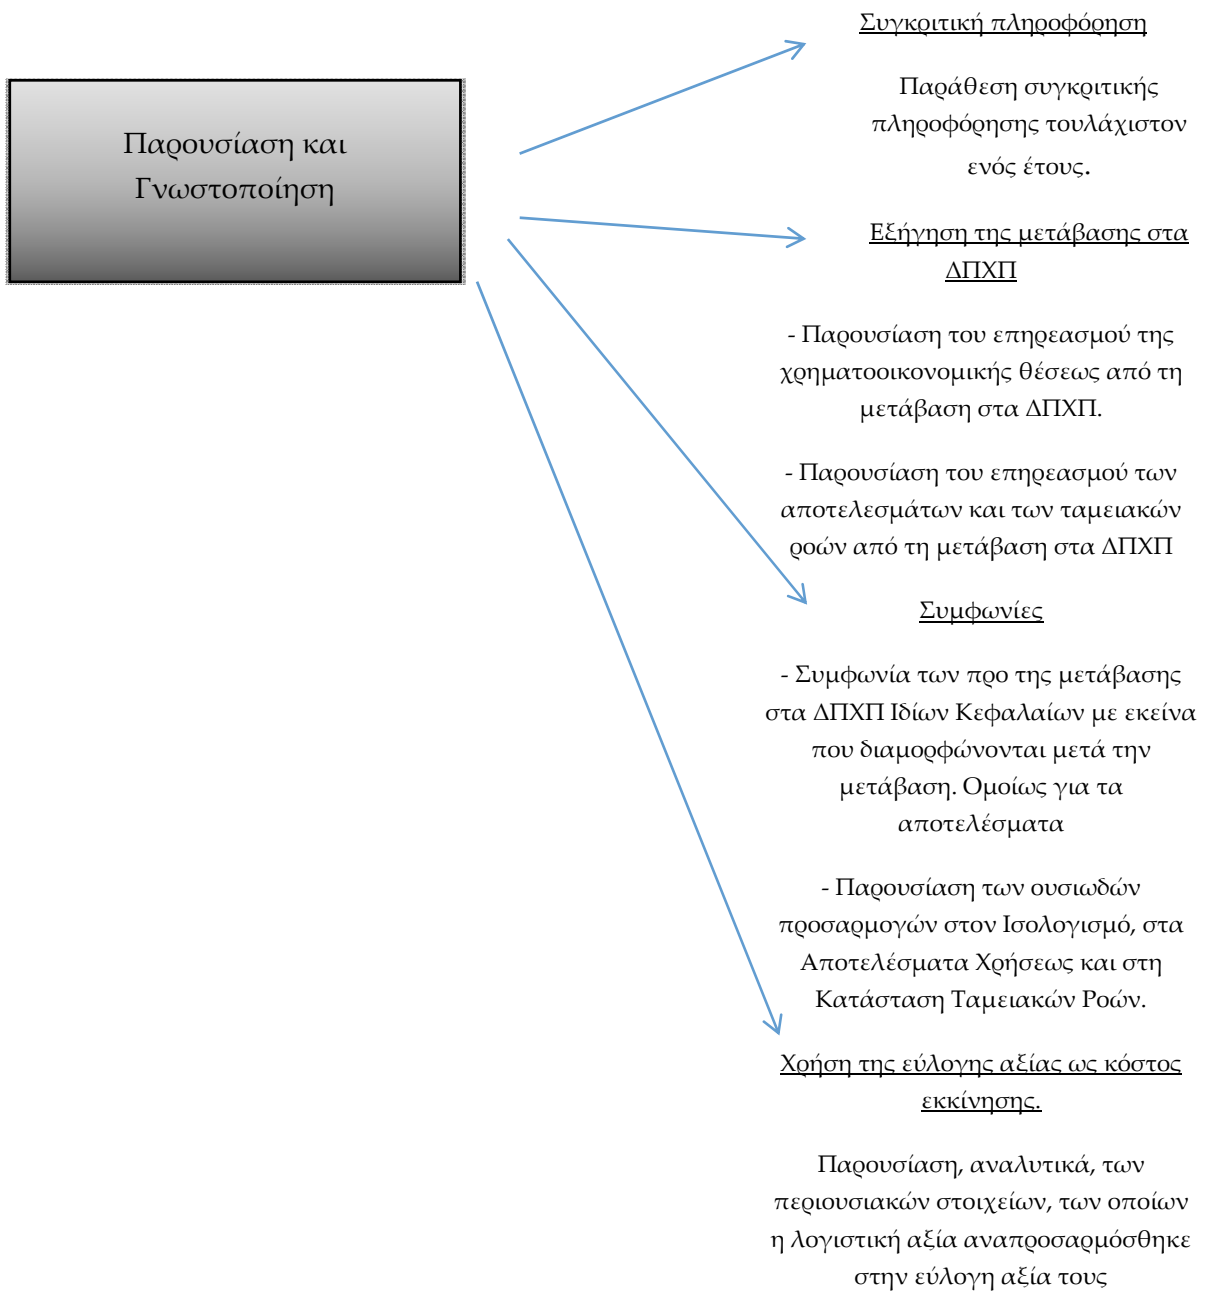 Παρουσίαση και
Γνωστοποίηση
Συγκριτική πληροφόρηση
Παράθεση συγκριτικής
πληροφόρησης τουλάχιστον
ενός έτους.
Εξήγηση της μετάβασης στα
ΔΠΧΠ
- Παρουσίαση του επηρεασμού της
χρηματοοικονομικής θέσεως από τη
μετάβαση στα ΔΠΧΠ.
- Παρουσίαση του επηρεασμού των
αποτελεσμάτων και των ταμειακών
ροών από τη μετάβαση στα ΔΠΧΠ
Συμφωνίες
- Συμφωνία των προ της μετάβασης
στα ΔΠΧΠ Ιδίων Κεφαλαίων με εκείνα
που διαμορφώνονται μετά την
μετάβαση. Ομοίως για τα
αποτελέσματα
- Παρουσίαση των ουσιωδών
προσαρμογών στον Ισολογισμό, στα
Αποτελέσματα Χρήσεως και στη
Κατάσταση Ταμειακών Ροών.
Χρήση της εύλογης αξίας ως κόστος
εκκίνησης.
Παρουσίαση, αναλυτικά, των
περιουσιακών στοιχείων, των οποίων
η λογιστική αξία αναπροσαρμόσθηκε
στην εύλογη αξία τους